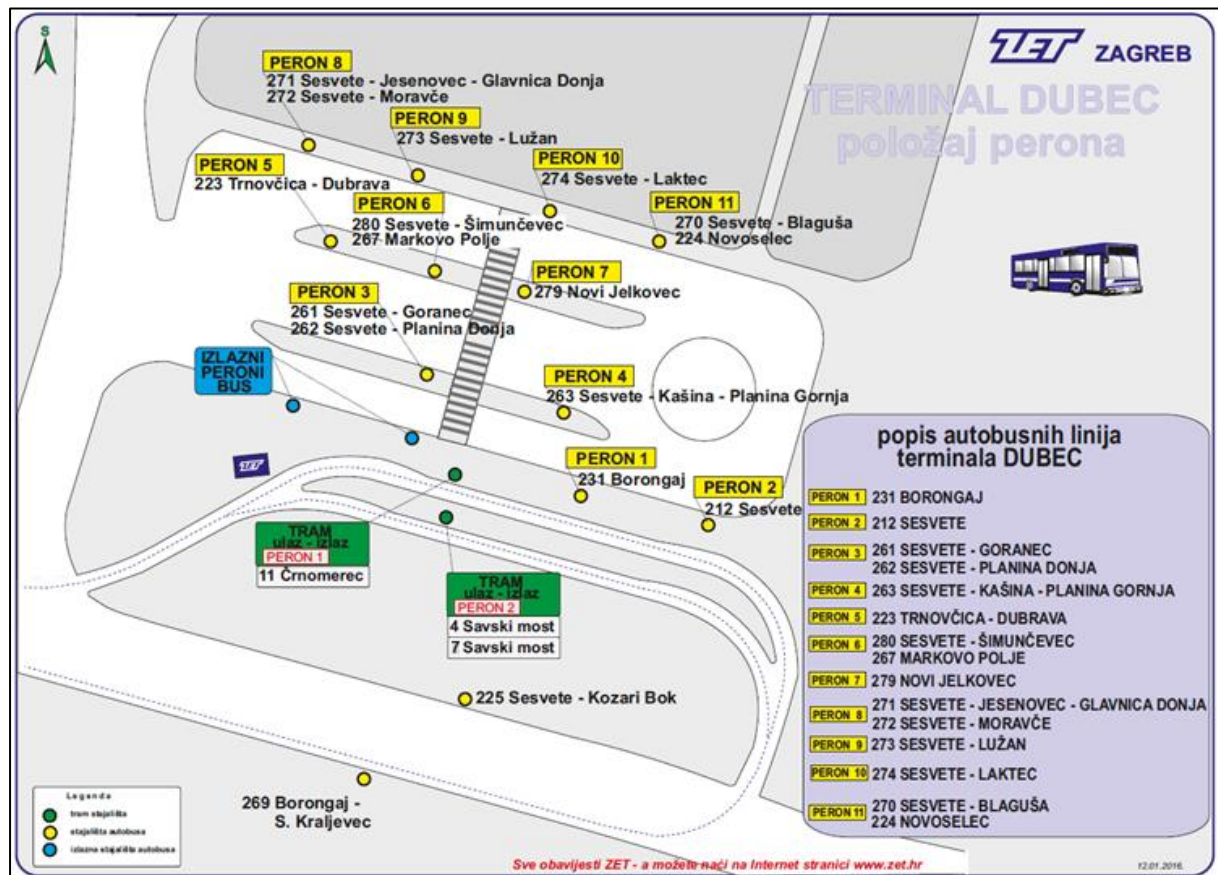 S
ZET ZAGREB
TERMINAL DUBEC
položaj perona
PERON 8
271 Sesvete - Jesenovec - Glavnica Donja
272 Sesvete - Moravče
PERON 9
273 Sesvete - Lužan
PERON 5
223 Trnovčica - Dubrava
PERON 10
274 Sesvete - Laktec
PERON 6
280 Sesvete - Šimunčevec
267 Markovo Polje
PERON 11
270 Sesvete - Blaguša
224 Novoselec
PERON 7
279 Novi Jelkovec
PERON 3
261 Sesvete - Goranec
262 Sesvete - Planina Donja
IZLAZNI
PERONI
BUS
PERON 4
263 Sesvete - Kašina - Planina Gornja
PERON 1
231 Borongaj
PERON 2
212 Sesvete
ZET
TRAM
ulaz - izlaz
PERON 1
11 Črnomerec
TRAM
ulaz - izlaz
PERON 2
4 Savski most
7 Savski most
225 Sesvete - Kozari Bok
269 Borongaj -
S. Kraljevec
popis autobusnih linija
terminala DUBEC
PERON 1 231 BORONGAJ
PERON 2 212 SESVETE
PERON 3 261 SESVETE - GORANEC
262 SESVETE - PLANINA DONJA
PERON 4 263 SESVETE - KAŠINA - PLANINA GORNJA
PERON 5 223 TRNOVČICA - DUBRAVA
PERON 6 280 SESVETE - ŠIMUNČEVEC
267 MARKOVO POLJE
PERON 7 279 NOVI JELKOVEC
PERON 8 271 SESVETE - JESENOVEC - GLAVNICA DONJA
272 SESVETE - MORAVČE
PERON 9 273 SESVETE - LUŽAN
PERON 10 274 SESVETE - LAKTEC
PERON 11 270 SESVETE - BLAGUŠA
224 NOVOSELEC
Legenda
tram stajališta
stajališta autobusa
izlazna stajališta autobusa
Sve obavijesti ZET - a možete naći na Internet stranici www.zet.hr
12.01.2016.